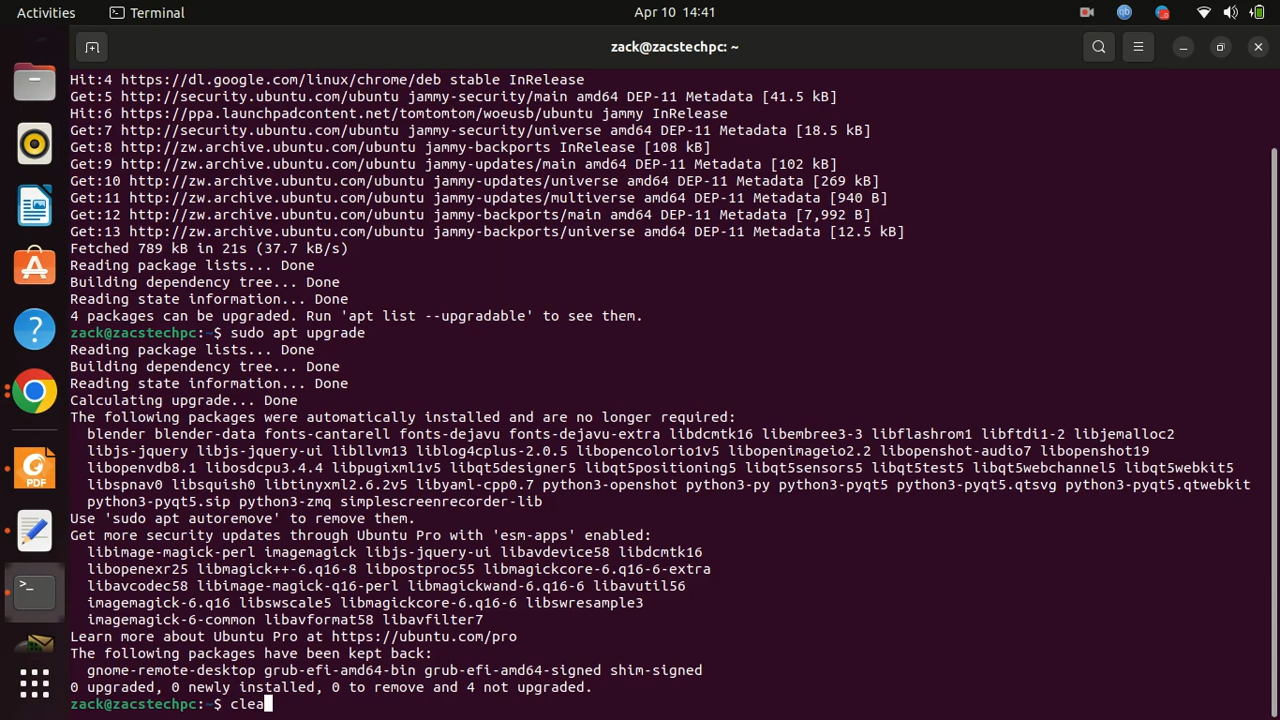 Activities
Terminal
Apr 10 14:41
zack@zacstechpc: ~
Hit:4 https://dl.google.com/linux/chrome/deb stable InRelease
Get:5 http://security.ubuntu.com/ubuntu jammy-security/main amd64 DEP-11 Metadata [41.5 kB]
Hit:6 https://ppa.launchpadcontent.net/tomtomtom/woeusb/ubuntu jammy InRelease
Get:7 http://security.ubuntu.com/ubuntu jammy-security/universe amd64 DEP-11 Metadata [18.5 kB]
Get:8 http://zw.archive.ubuntu.com/ubuntu jammy-backports InRelease [108 kB]
Get:9 http://zw.archive.ubuntu.com/ubuntu jammy-updates/main amd64 DEP-11 Metadata [102 kB]
Get:10 http://zw.archive.ubuntu.com/ubuntu jammy-updates/universe amd64 DEP-11 Metadata [269 kB]
Get:11 http://zw.archive.ubuntu.com/ubuntu jammy-updates/multiverse amd64 DEP-11 Metadata [940 B]
Get:12 http://zw.archive.ubuntu.com/ubuntu jammy-backports/main amd64 DEP-11 Metadata [7,992 B]
Get:13 http://zw.archive.ubuntu.com/ubuntu jammy-backports/universe amd64 DEP-11 Metadata [12.5 kB]
Fetched 789 kB in 21s (37.7 kB/s)
Reading package lists... Done
Building dependency tree... Done
Reading state information... Done
4 packages can be upgraded. Run 'apt list --upgradable' to see them.
zack@zacstechpc:~$ sudo apt upgrade
Reading package lists... Done
Building dependency tree... Done
Reading state information... Done
Calculating upgrade... Done
The following packages were automatically installed and are no longer required:
blender blender-data fonts-cantarell fonts-dejavu fonts-dejavu-extra libdcmtk16 libembree3-3 libflashrom1 libftdi1-2 libjemalloc2
libjs-jquery libjs-jquery-ui libllvm13 liblog4cplus-2.0.5 libopencolorio1v5 libopenimageio2.2 libopenshot-audio7 libopenshot19
libopenvdb8.1 libosdcpu3.4.4 libpugixml1v5 libqt5designer5 libqt5positioning5 libqt5sensors5 libqt5test5 libqt5webchannel5 libqt5webkit5
libspnav0 libsquish0 libtinyxml2.6.2v5 libyaml-cpp0.7 python3-openshot python3-py python3-pyqt5 python3-pyqt5.qtsvg python3-pyqt5.qtwebkit
python3-pyqt5.sip python3-zmq simplescreenrecorder-lib
Use 'sudo apt autoremove' to remove them.
Get more security updates through Ubuntu Pro with 'esm-apps' enabled:
libimage-magick-perl imagemagick libjs-jquery-ui libavdevice58 libdcmtk16
libopenexr25 libmagick++-6.q16-8 libpostproc55 libmagickcore-6.q16-6-extra
libavcodec58 libimage-magick-q16-perl libmagickwand-6.q16-6 libavutil56
imagemagick-6.q16 libswscale5 libmagickcore-6.q16-6 libswresample3
imagemagick-6-common libavformat58 libavfilter7
Learn more about Ubuntu Pro at https://ubuntu.com/pro
The following packages have been kept back:
gnome-remote-desktop grub-efi-amd64-bin grub-efi-amd64-signed shim-signed
0 upgraded, 0 newly installed, 0 to remove and 4 not upgraded.
zack@zacstechpc:~$ clea
PDF